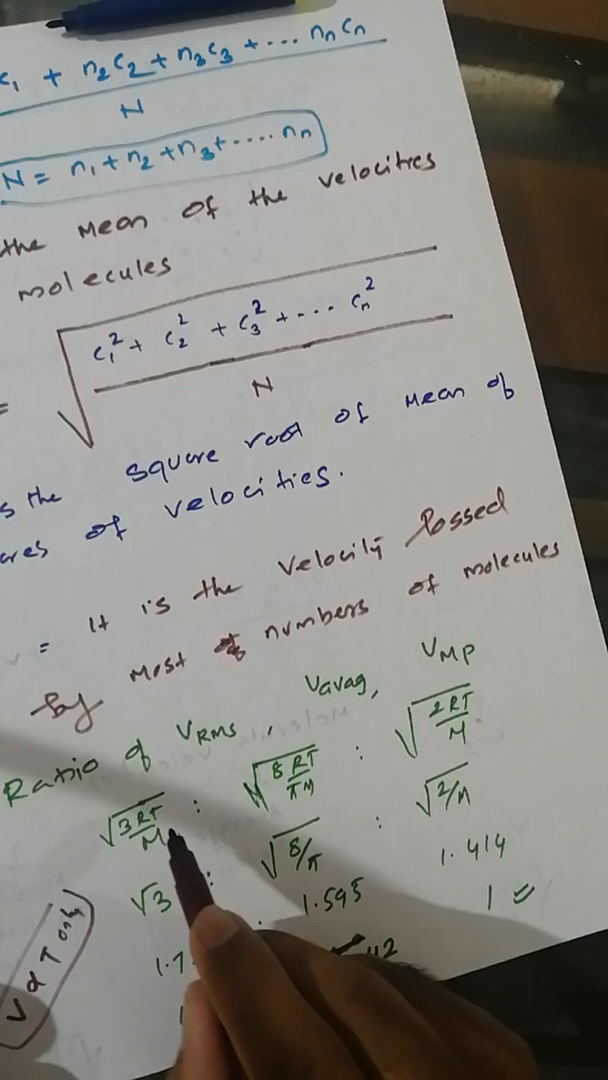 c₁ + n₂c₂ + n₃c₃ + ... nₙcₙ
N
N = n₁ + n₂ + n₃ + .... nₙ
the mean of the velocities
molecules
= √ c₁² + c₂² + c₃² + ... cₙ²
N
s the square root of mean of
ares of velocities.
= It is the velocity possed
by most of numbers of molecules
Ratio of VRMS, Vavag, VMP
√3RT/M : √8RT/πM : √2RT/M
√3 : √8/π : √2/M
1.7 1.595 1.414
1
V α T only